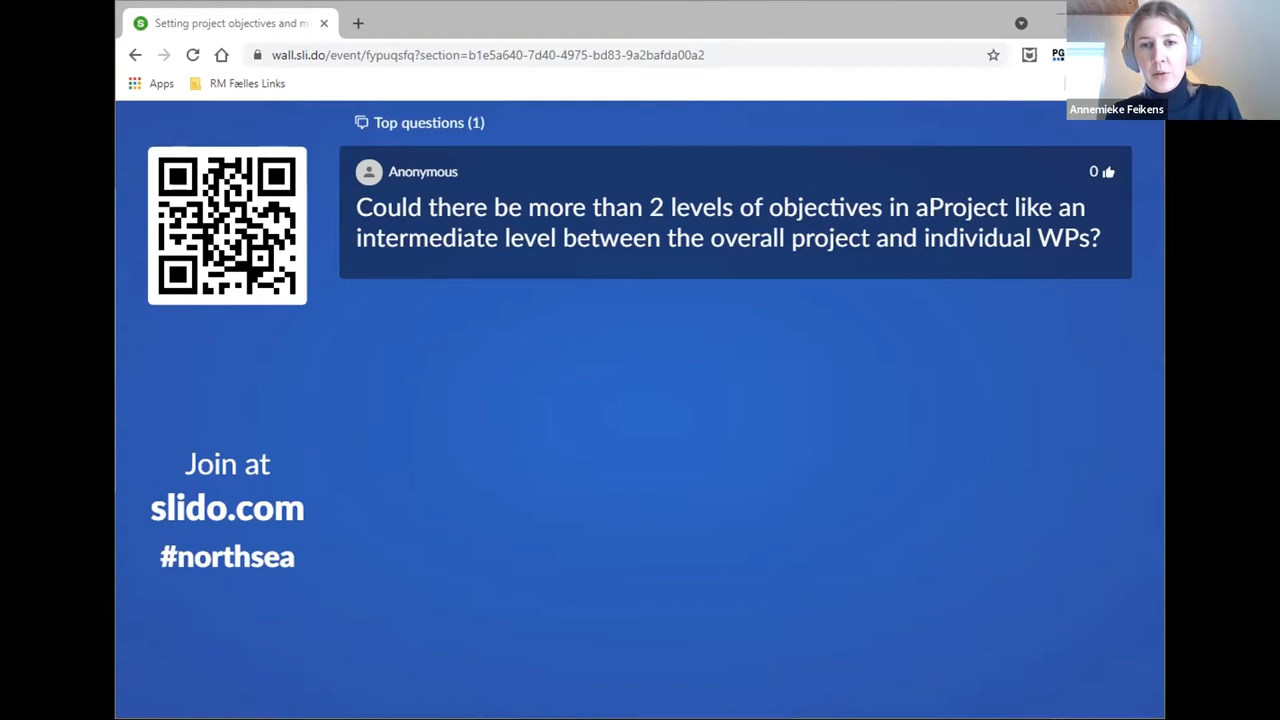 Setting project objectives and m
wall.sli.do/event/fypuqsfq?section=b1e5a640-7d40-4975-bd83-9a2bafda00a2
PG
Apps
RM Fælles Links
Annemieke Feikens
Top questions (1)
Anonymous
0
Could there be more than 2 levels of objectives in aProject like an
intermediate level between the overall project and individual WPs?
Join at
slido.com
#northsea